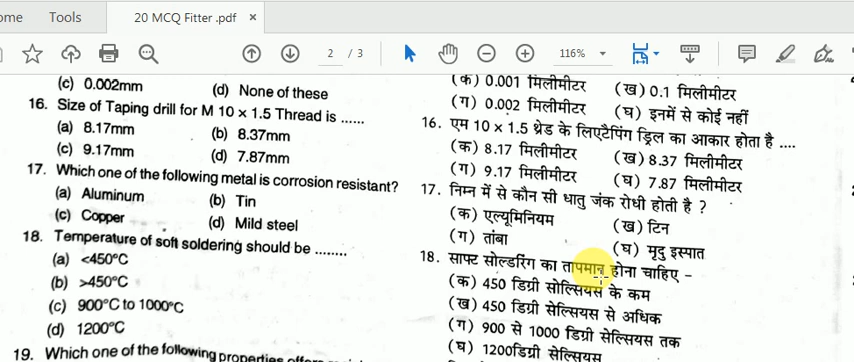 ome Tools 20 MCQ Fitter .pdf ×
2 / 3 116%
(c) 0.002mm (d) None of these
16. Size of Taping drill for M 10 × 1.5 Thread is ......
(a) 8.17mm (b) 8.37mm
(c) 9.17mm (d) 7.87mm
17. Which one of the following metal is corrosion resistant?
(a) Aluminum (b) Tin
(c) Copper (d) Mild steel
18. Temperature of soft soldering should be ........
(a) <450°C
(b) >450°C
(c) 900°C to 1000°C
(d) 1200°C
19. Which one of the following properties
(क) 0.001 मिलीमीटर (ख) 0.1 मिलीमीटर
(ग) 0.002 मिलीमीटर (घ) इनमें से कोई नहीं
16. एम 10 × 1.5 थ्रेड के लिएटैपिंग ड्रिल का आकार होता है ....
(क) 8.17 मिलीमीटर (ख) 8.37 मिलीमीटर
(ग) 9.17 मिलीमीटर (घ) 7.87 मिलीमीटर
17. निम्न में से कौन सी धातु जंक रोधी होती है ?
(क) एल्यूमिनियम (ख) टिन
(ग) तांबा (घ) मृदु इस्पात
18. साफ्ट सोल्डरिंग का तापमान होना चाहिए -
(क) 450 डिग्री सोल्सियस के कम
(ख) 450 डिग्री सेल्सियस से अधिक
(ग) 900 से 1000 डिग्री सेल्सियस तक
(घ) 1200डिग्री सेल्सियस